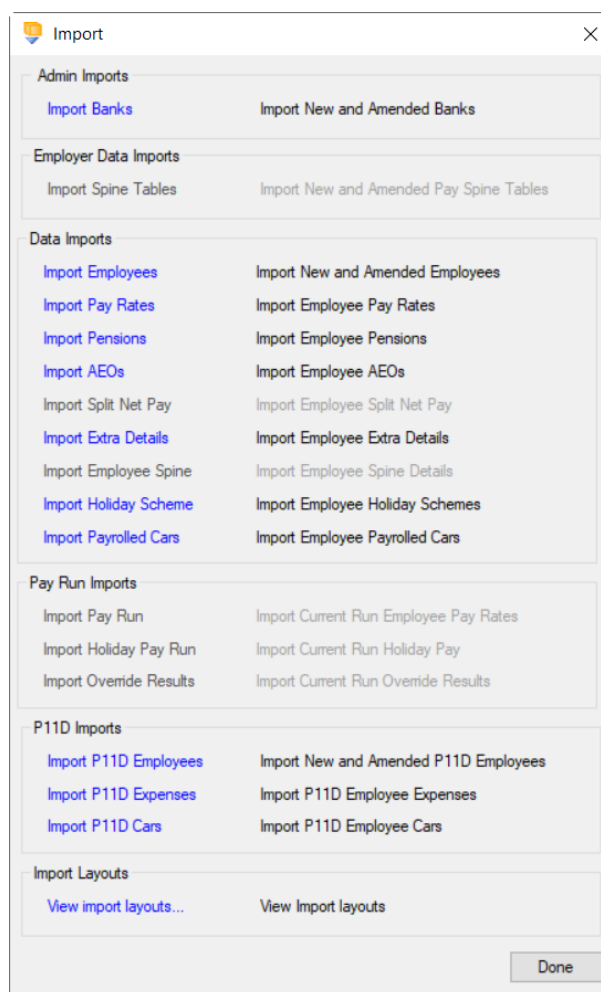 Import
Admin Imports
Import Banks Import New and Amended Banks
Employer Data Imports
Import Spine Tables Import New and Amended Pay Spine Tables
Data Imports
Import Employees Import New and Amended Employees
Import Pay Rates Import Employee Pay Rates
Import Pensions Import Employee Pensions
Import AEOs Import Employee AEOs
Import Split Net Pay Import Employee Split Net Pay
Import Extra Details Import Employee Extra Details
Import Employee Spine Import Employee Spine Details
Import Holiday Scheme Import Employee Holiday Schemes
Import Payrolled Cars Import Employee Payrolled Cars
Pay Run Imports
Import Pay Run Import Current Run Employee Pay Rates
Import Holiday Pay Run Import Current Run Holiday Pay
Import Override Results Import Current Run Override Results
P11D Imports
Import P11D Employees Import New and Amended P11D Employees
Import P11D Expenses Import P11D Employee Expenses
Import P11D Cars Import P11D Employee Cars
Import Layouts
View import layouts... View Import layouts
Done